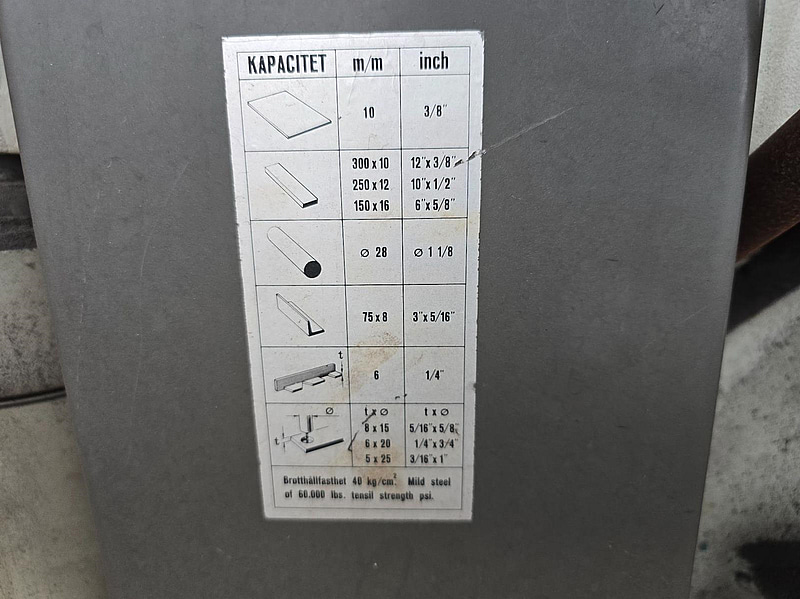 KAPACITET m/m inch
10 3/8"
300 x 10 12"x 3/8"
250 x 12 10"x 1/2"
150 x 16 6"x 5/8"
∅ 28 ∅ 1 1/8
75 x 8 3"x 5/16"
t
6 1/4"
∅ t x ∅ t x ∅
t 8 x 15 5/16"x 5/8"
6 x 20 1/4"x 3/4"
5 x 25 3/16"x 1"
Brotthållfasthet 40 kg/cm². Mild steel
of 60.000 lbs. tensil strength psi.